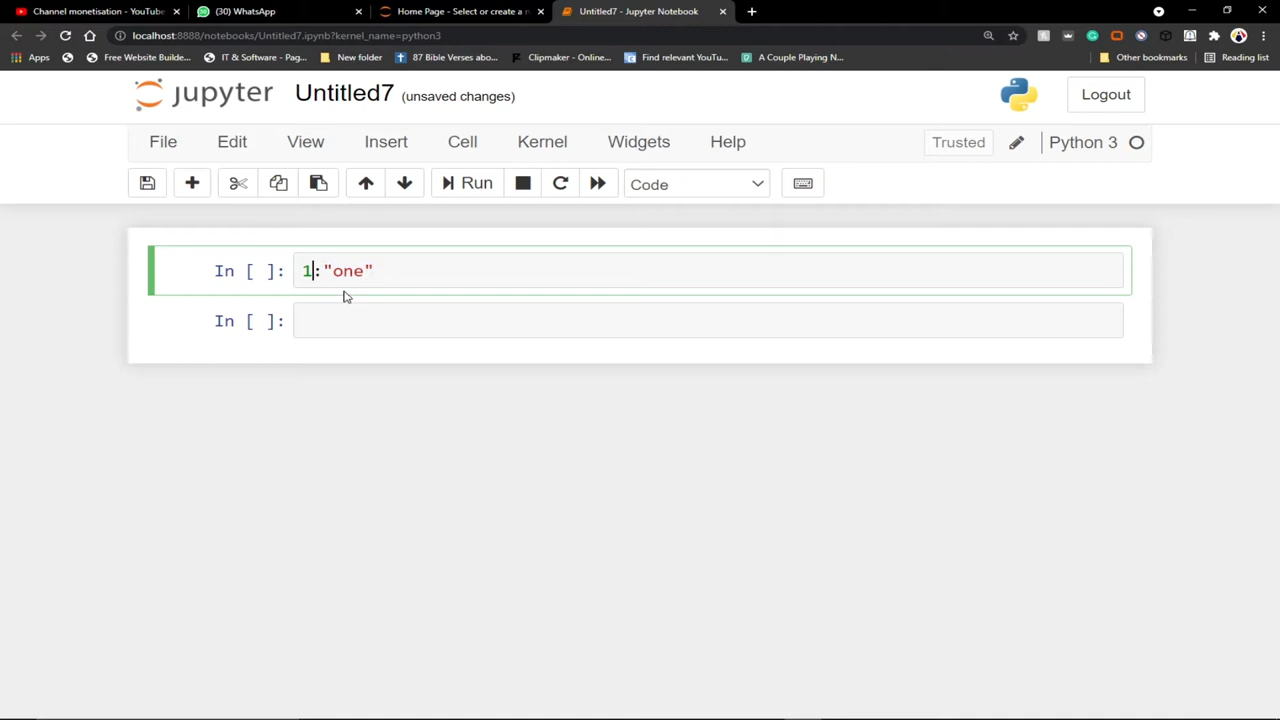 Channel monetisation - YouTube
(30) WhatsApp
Home Page - Select or create a n
Untitled7 - Jupyter Notebook
localhost:8888/notebooks/Untitled7.ipynb?kernel_name=python3
Apps
Free Website Builde...
IT & Software - Pag...
New folder
87 Bible Verses abo...
Clipmaker - Online...
Find relevant YouTu...
A Couple Playing N...
Other bookmarks
Reading list
jupyter Untitled7 (unsaved changes)
Logout
File Edit View Insert Cell Kernel Widgets Help
Trusted
Python 3
Run
Code
In [ ]: 1:"one"
In [ ]: